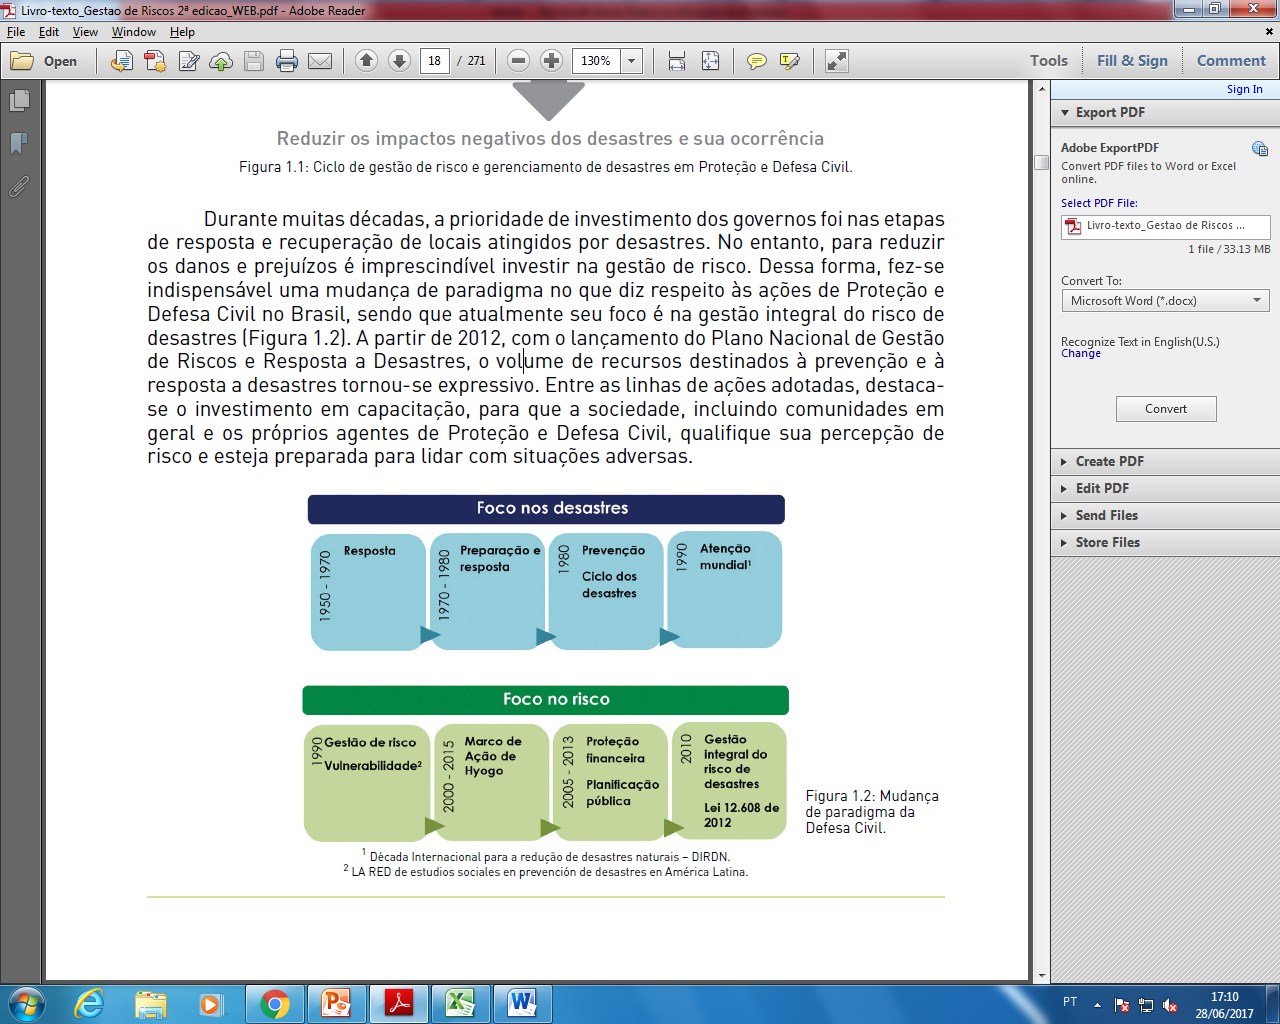 Livro-texto_Gestao de Riscos 2ª edicao_WEB.pdf - Adobe Reader
File Edit View Window Help
Open 18 / 271 130% Tools Fill & Sign Comment
Sign In
Reduzir os impactos negativos dos desastres e sua ocorrência
Figura 1.1: Ciclo de gestão de risco e gerenciamento de desastres em Proteção e Defesa Civil.
Durante muitas décadas, a prioridade de investimento dos governos foi nas etapas
de resposta e recuperação de locais atingidos por desastres. No entanto, para reduzir
os danos e prejuízos é imprescindível investir na gestão de risco. Dessa forma, fez-se
indispensável uma mudança de paradigma no que diz respeito às ações de Proteção e
Defesa Civil no Brasil, sendo que atualmente seu foco é na gestão integral do risco de
desastres (Figura 1.2). A partir de 2012, com o lançamento do Plano Nacional de Gestão
de Riscos e Resposta a Desastres, o volume de recursos destinados à prevenção e à
resposta a desastres tornou-se expressivo. Entre as linhas de ações adotadas, destaca-
se o investimento em capacitação, para que a sociedade, incluindo comunidades em
geral e os próprios agentes de Proteção e Defesa Civil, qualifique sua percepção de
risco e esteja preparada para lidar com situações adversas.
Foco nos desastres
1950 - 1970
Resposta
1970 - 1980
Preparação e
resposta
1980
Prevenção
Ciclo dos
desastres
1990
Atenção
mundial¹
Foco no risco
1990
Gestão de risco
Vulnerabilidade²
2000 - 2015
Marco de
Ação de
Hyogo
2005 - 2013
Proteção
financeira
Planificação
pública
2010
Gestão
integral do
risco de
desastres
Lei 12.608 de
2012
Figura 1.2: Mudança
de paradigma da
Defesa Civil.
¹ Década Internacional para a redução de desastres naturais – DIRDN.
² LA RED de estudios sociales en prevención de desastres en América Latina.
Export PDF
Adobe ExportPDF
Convert PDF files to Word or Excel
online.
Select PDF File:
Livro-texto_Gestao de Riscos ...
1 file / 33.13 MB
Convert To:
Microsoft Word (*.docx)
Recognize Text in English(U.S.)
Change
Convert
Create PDF
Edit PDF
Send Files
Store Files
PT
17:10
28/06/2017